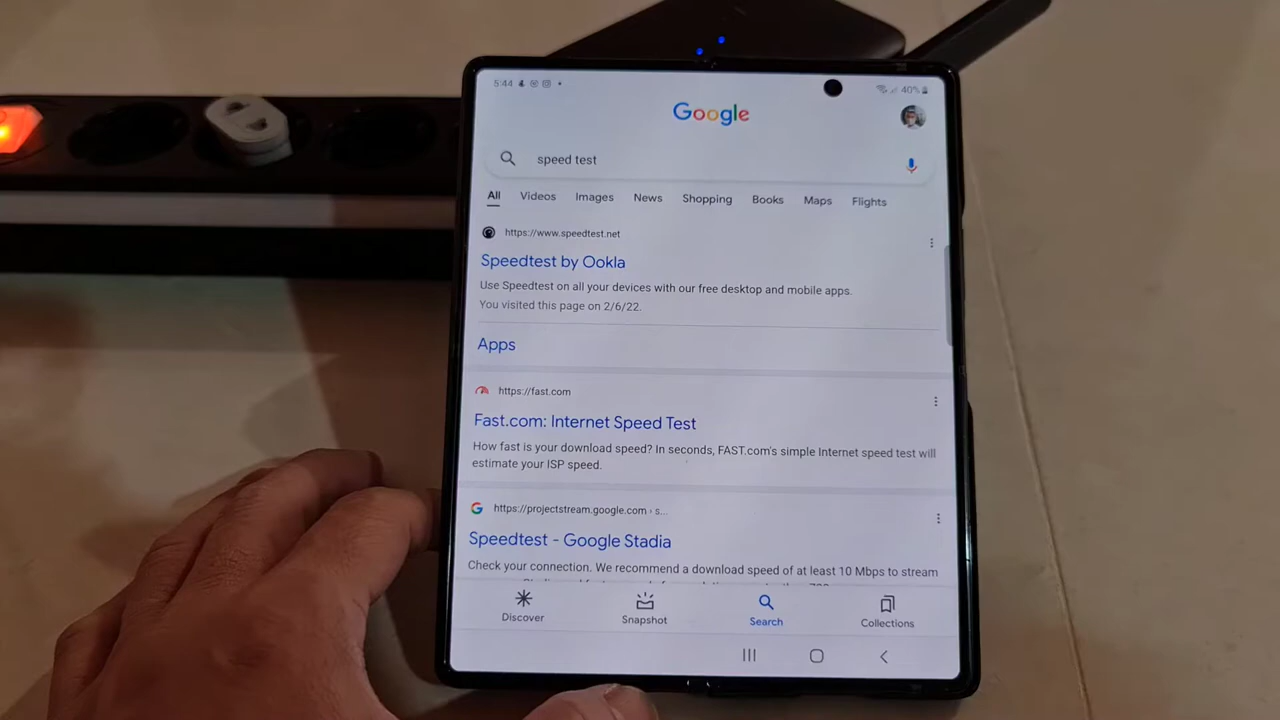 5:44
40%
Google
speed test
All Videos Images News Shopping Books Maps Flights
https://www.speedtest.net
Speedtest by Ookla
Use Speedtest on all your devices with our free desktop and mobile apps.
You visited this page on 2/6/22.
Apps
https://fast.com
Fast.com: Internet Speed Test
How fast is your download speed? In seconds, FAST.com's simple Internet speed test will
estimate your ISP speed.
https://projectstream.google.com › s...
Speedtest - Google Stadia
Check your connection. We recommend a download speed of at least 10 Mbps to stream
Discover Snapshot Search Collections